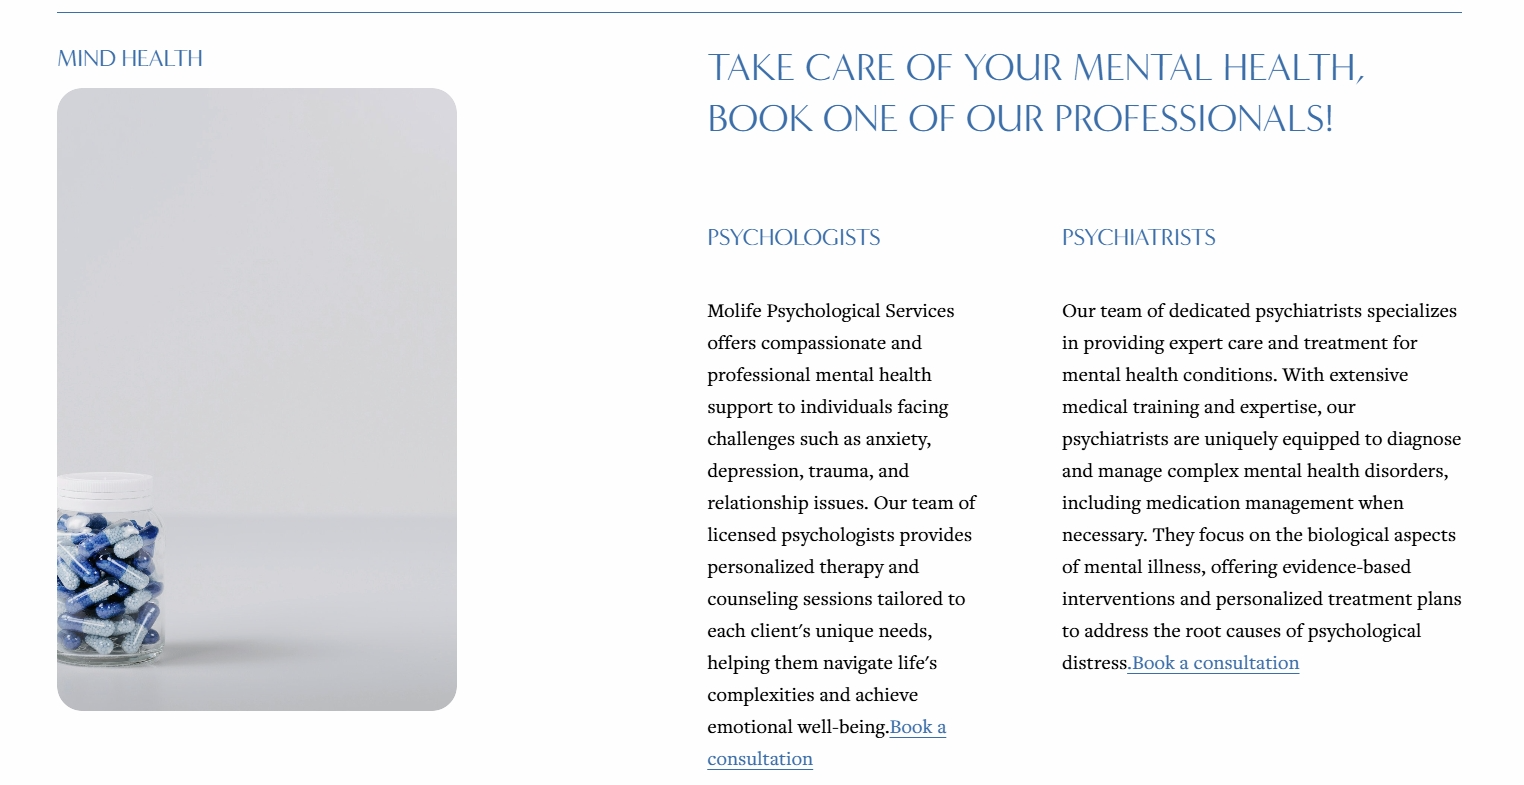 MIND HEALTH
TAKE CARE OF YOUR MENTAL HEALTH,
BOOK ONE OF OUR PROFESSIONALS!
PSYCHOLOGISTS
Molife Psychological Services
offers compassionate and
professional mental health
support to individuals facing
challenges such as anxiety,
depression, trauma, and
relationship issues. Our team of
licensed psychologists provides
personalized therapy and
counseling sessions tailored to
each client's unique needs,
helping them navigate life's
complexities and achieve
emotional well-being.Book a
consultation
PSYCHIATRISTS
Our team of dedicated psychiatrists specializes
in providing expert care and treatment for
mental health conditions. With extensive
medical training and expertise, our
psychiatrists are uniquely equipped to diagnose
and manage complex mental health disorders,
including medication management when
necessary. They focus on the biological aspects
of mental illness, offering evidence-based
interventions and personalized treatment plans
to address the root causes of psychological
distress.Book a consultation